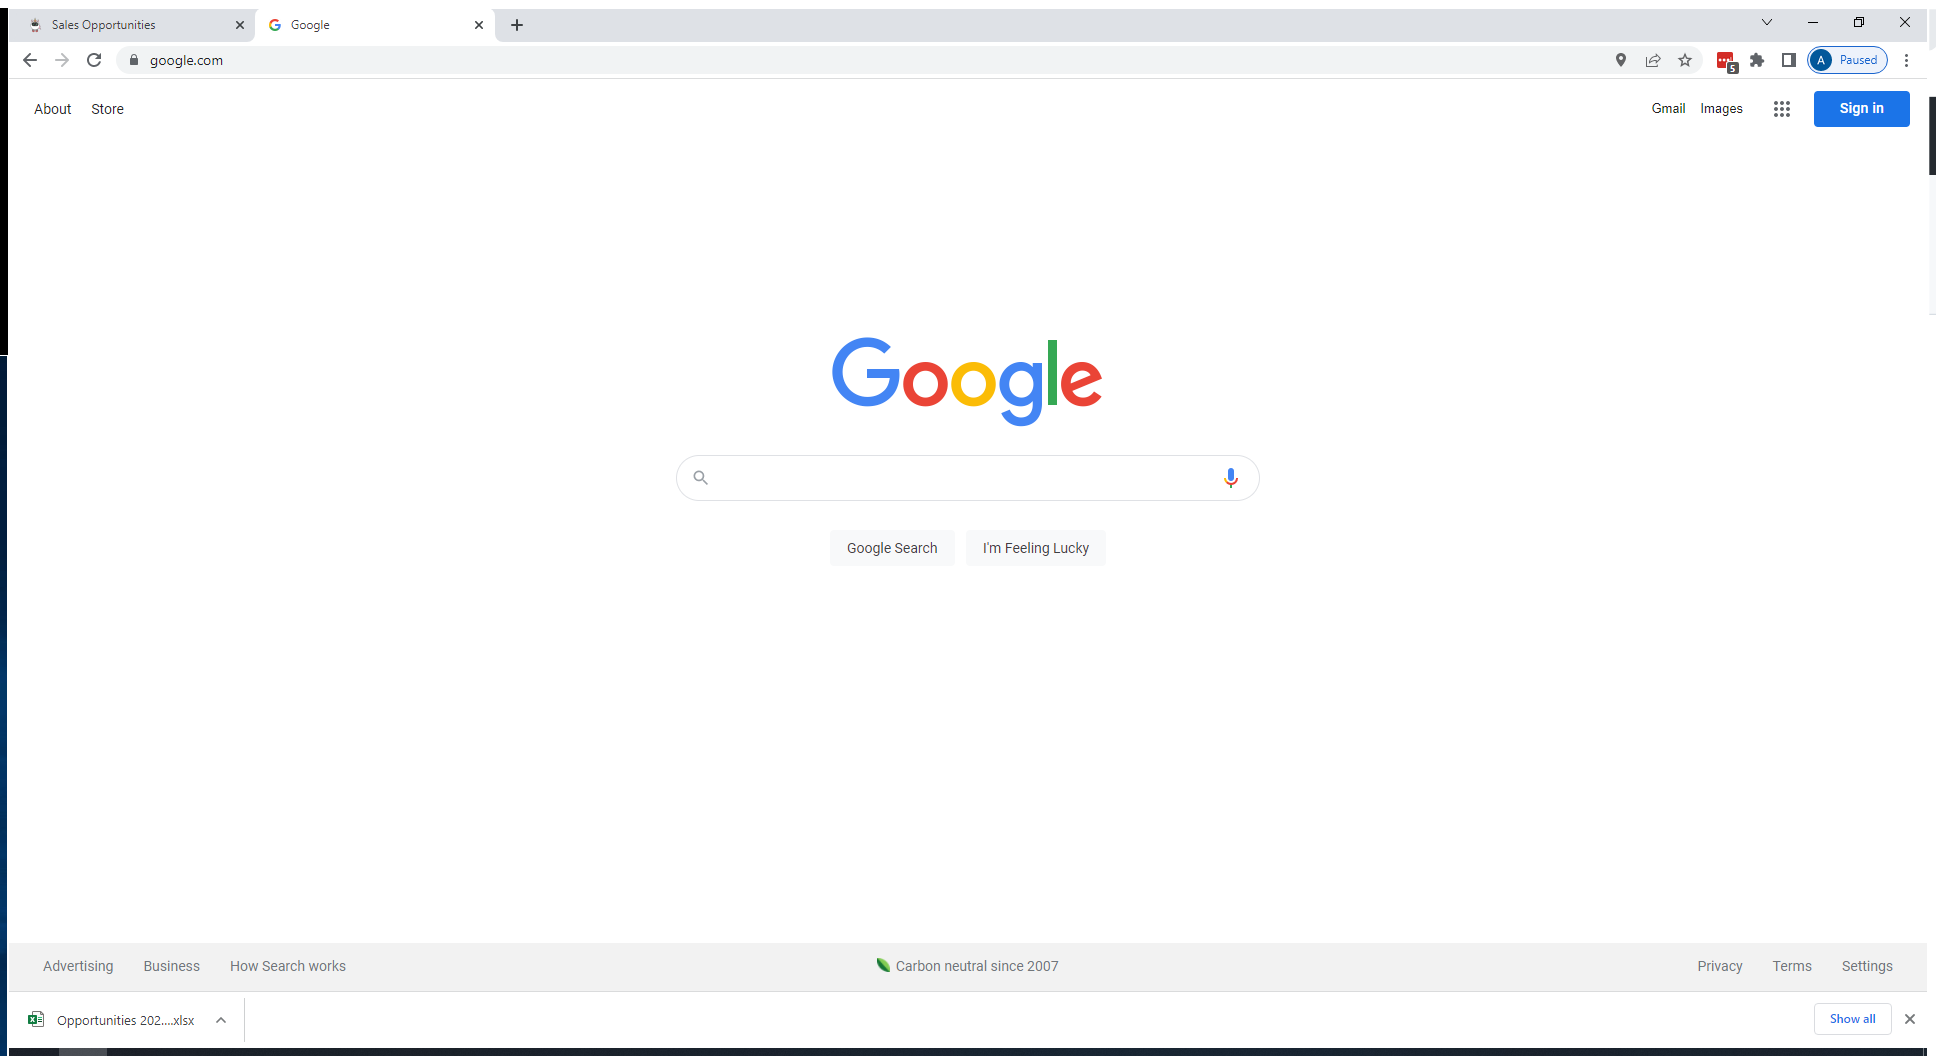 Sales Opportunities
Google
google.com
5
A
Paused
About
Store
Gmail
Images
Sign in
Google
Google Search
I'm Feeling Lucky
Advertising
Business
How Search works
Carbon neutral since 2007
Privacy
Terms
Settings
Opportunities 202....xlsx
Show all